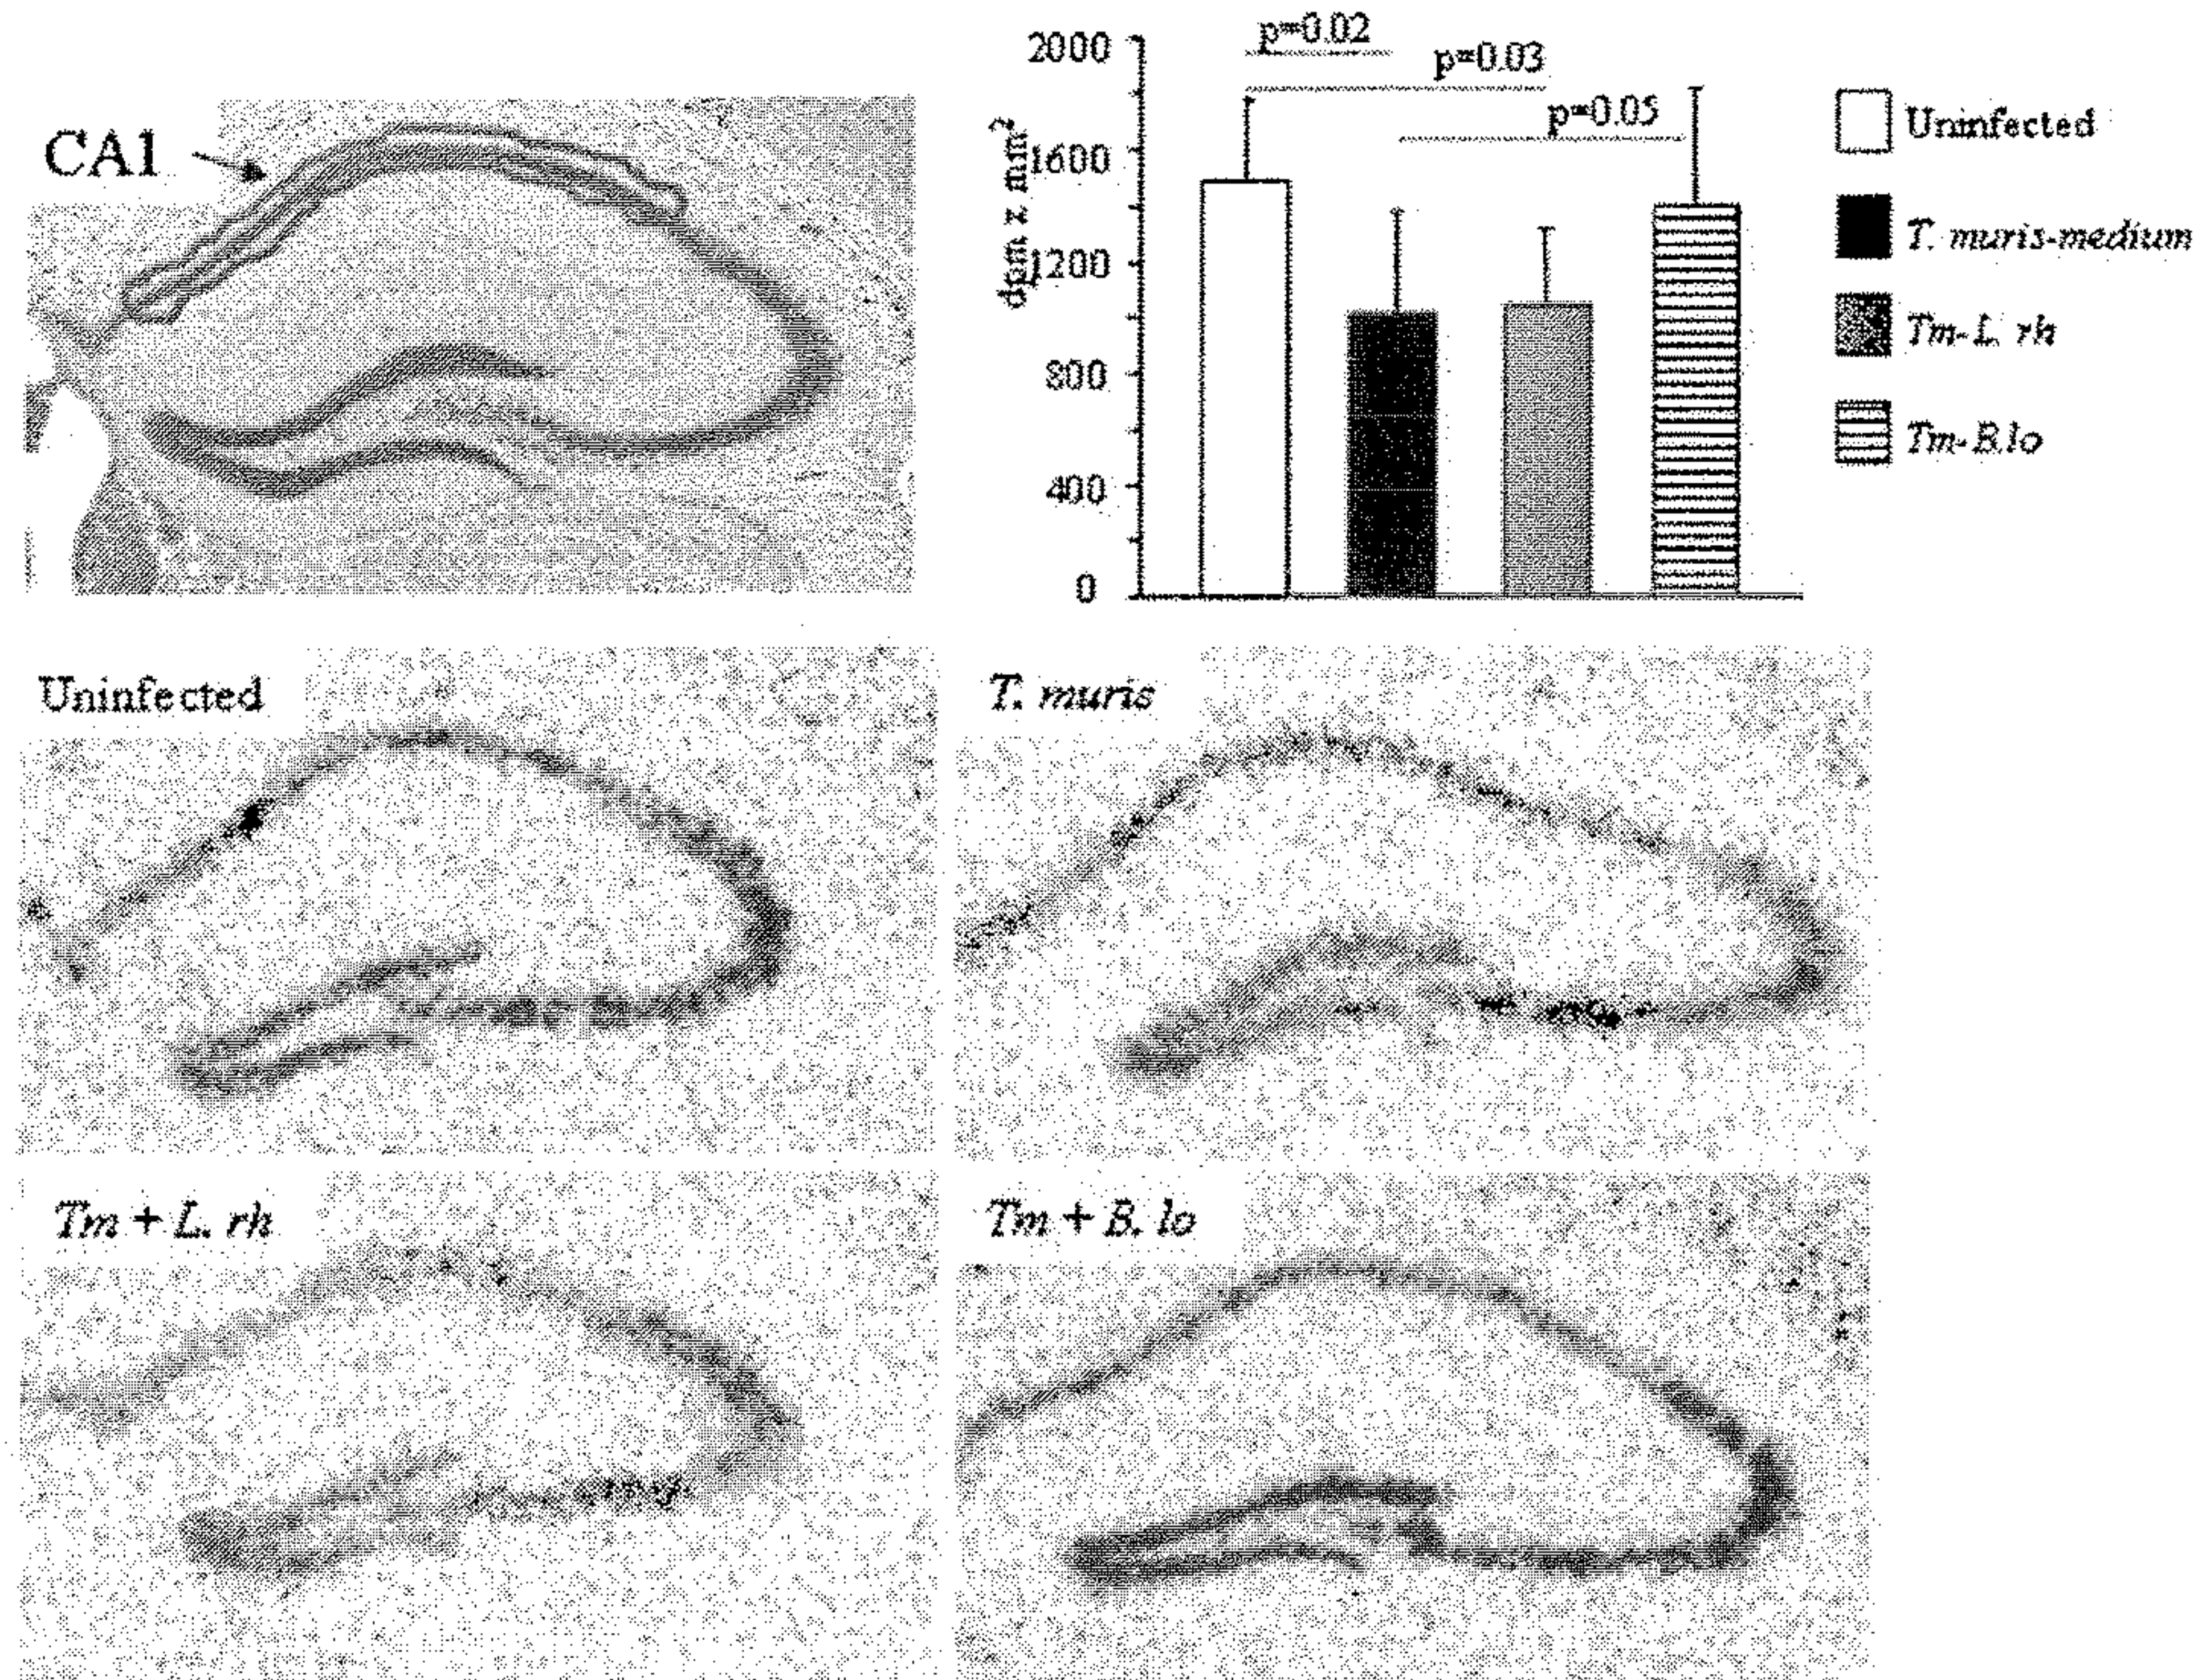 CA1
p=0.02
p=0.03
p=0.05
dpm z mm²
2000
1600
1200
800
400
0
Uninfected
T. muris-medium
Tm-L. rh
Tm-B.lo
Uninfected
T. muris
Tm + L. rh
Tm + B. lo